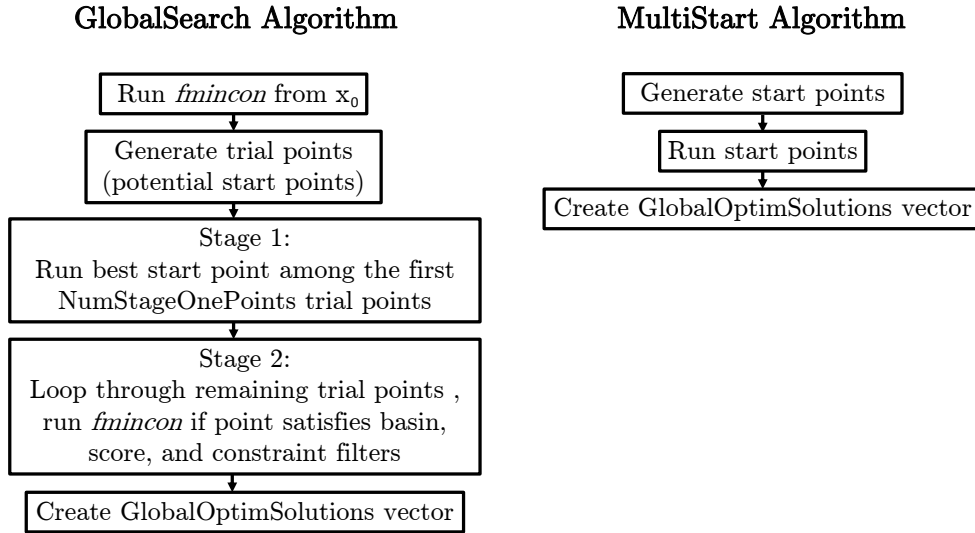 GlobalSearch Algorithm
Run fmincon from x₀
Generate trial points
(potential start points)
Stage 1:
Run best start point among the first
NumStageOnePoints trial points
Stage 2:
Loop through remaining trial points ,
run fmincon if point satisfies basin,
score, and constraint filters
Create GlobalOptimSolutions vector
MultiStart Algorithm
Generate start points
Run start points
Create GlobalOptimSolutions vector